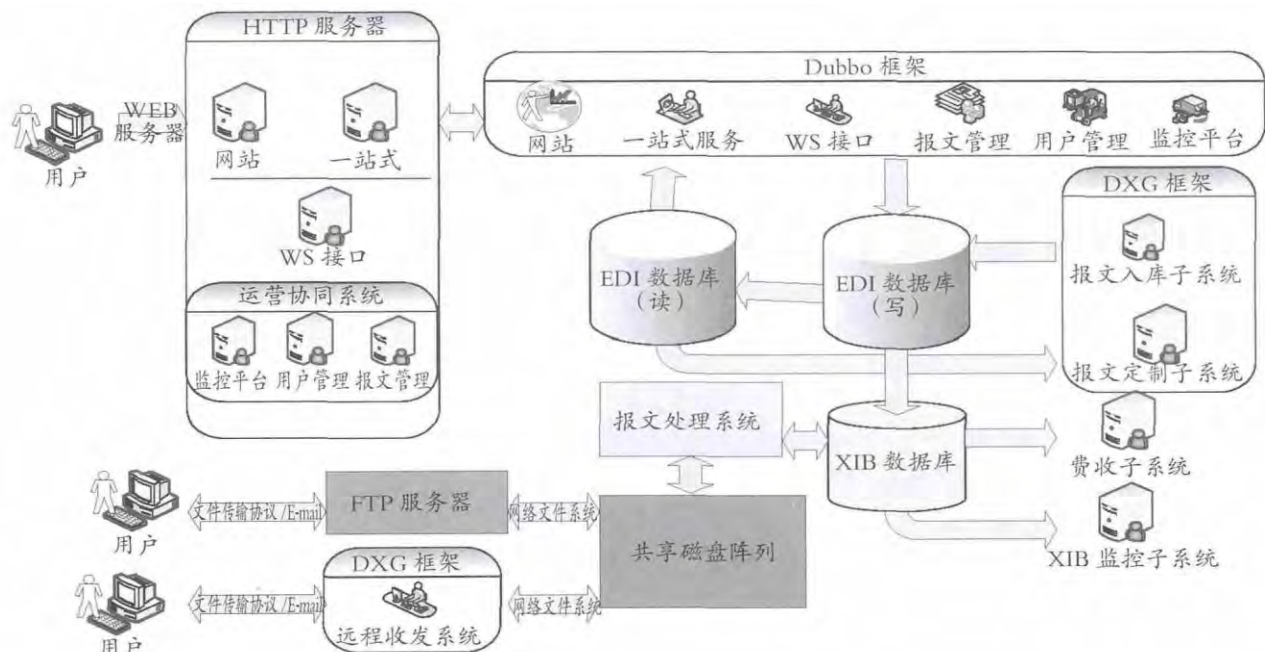 HTTP 服务器
WEB
服务器
用户
网站
一站式
WS 接口
运营协同系统
监控平台
用户管理
报文管理
Dubbo 框架
网站
一站式服务
WS 接口
报文管理
用户管理
监控平台
DXG 框架
报文入库子系统
报文定制子系统
EDI 数据库
（读）
EDI 数据库
（写）
报文处理系统
XIB 数据库
费收子系统
XIB 监控子系统
用户
文件传输协议/E-mail
FTP 服务器
网络文件系统
共享磁盘阵列
用户
文件传输协议/E-mail
DXG 框架
远程收发系统
网络文件系统